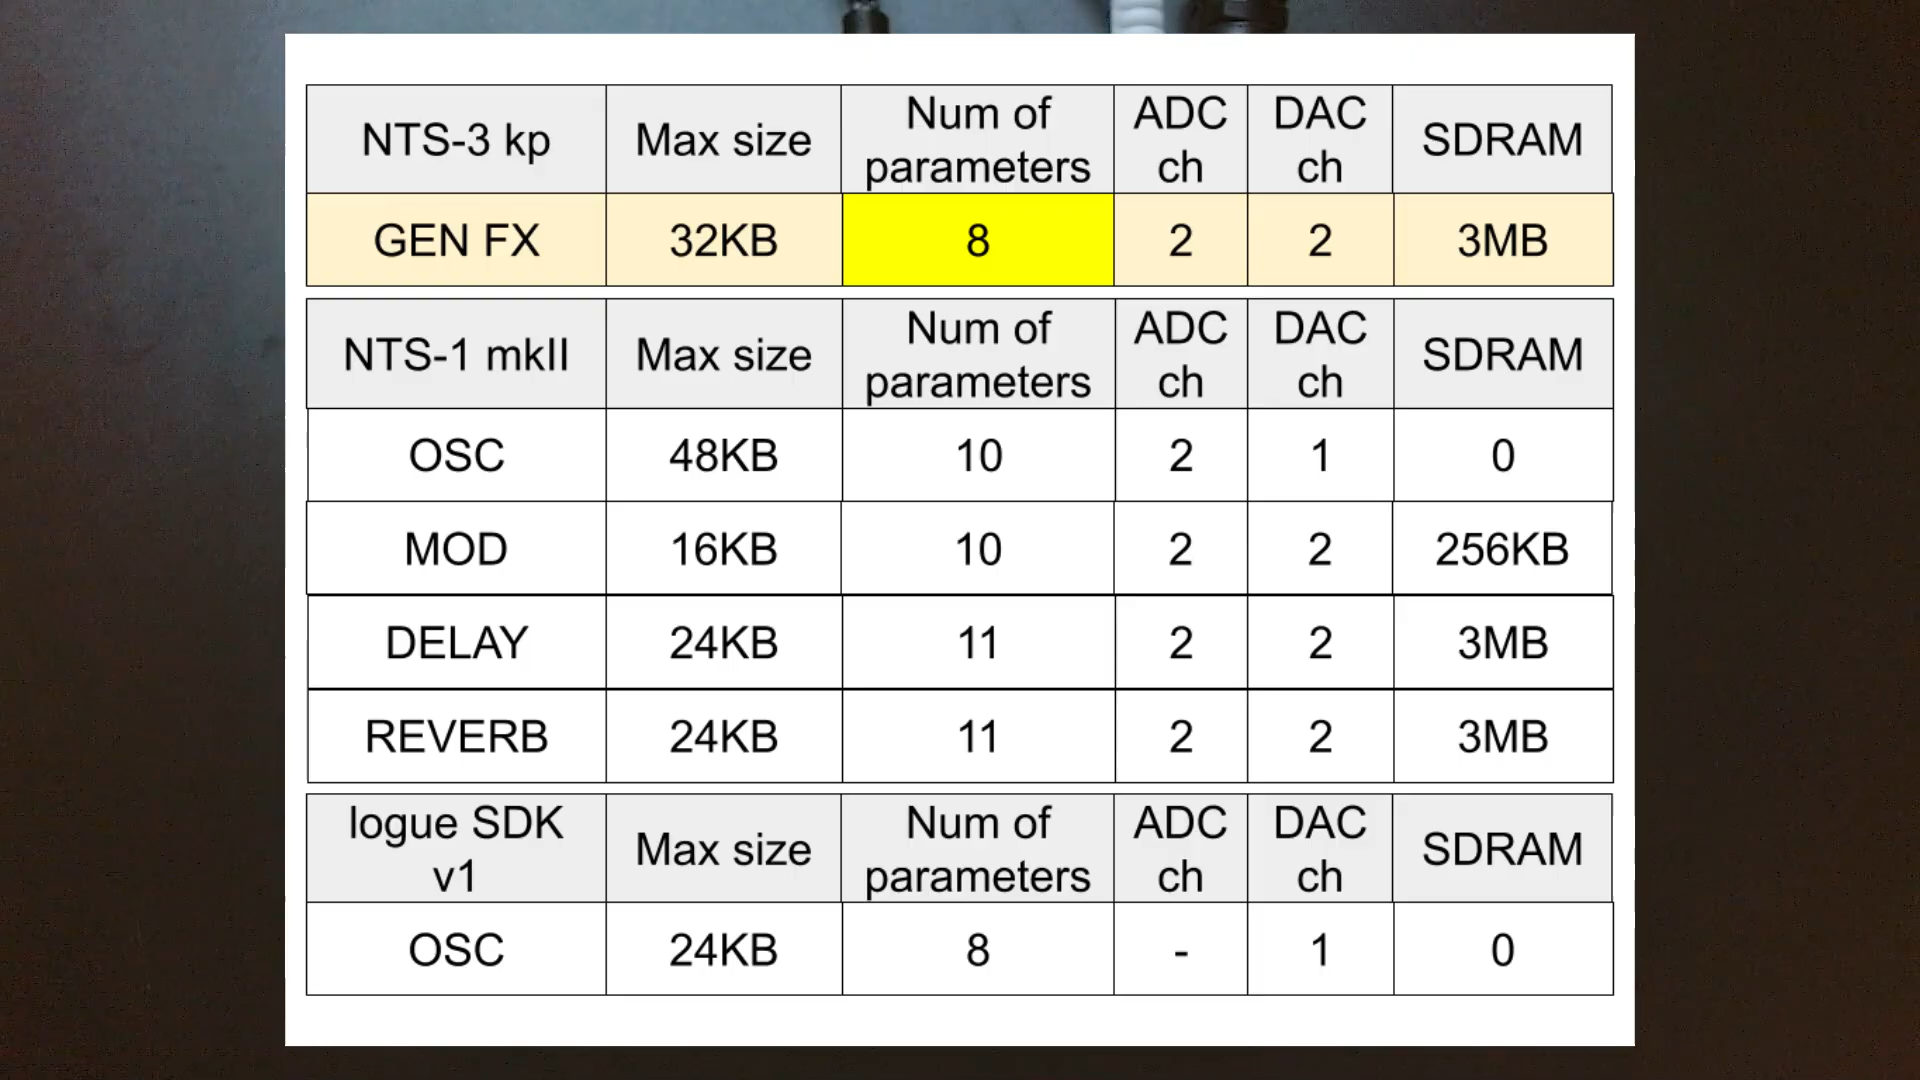 NTS-3 kp Max size Num of parameters ADC ch DAC ch SDRAM
GEN FX 32KB 8 2 2 3MB
NTS-1 mkII Max size Num of parameters ADC ch DAC ch SDRAM
OSC 48KB 10 2 1 0
MOD 16KB 10 2 2 256KB
DELAY 24KB 11 2 2 3MB
REVERB 24KB 11 2 2 3MB
logue SDK v1 Max size Num of parameters ADC ch DAC ch SDRAM
OSC 24KB 8 - 1 0